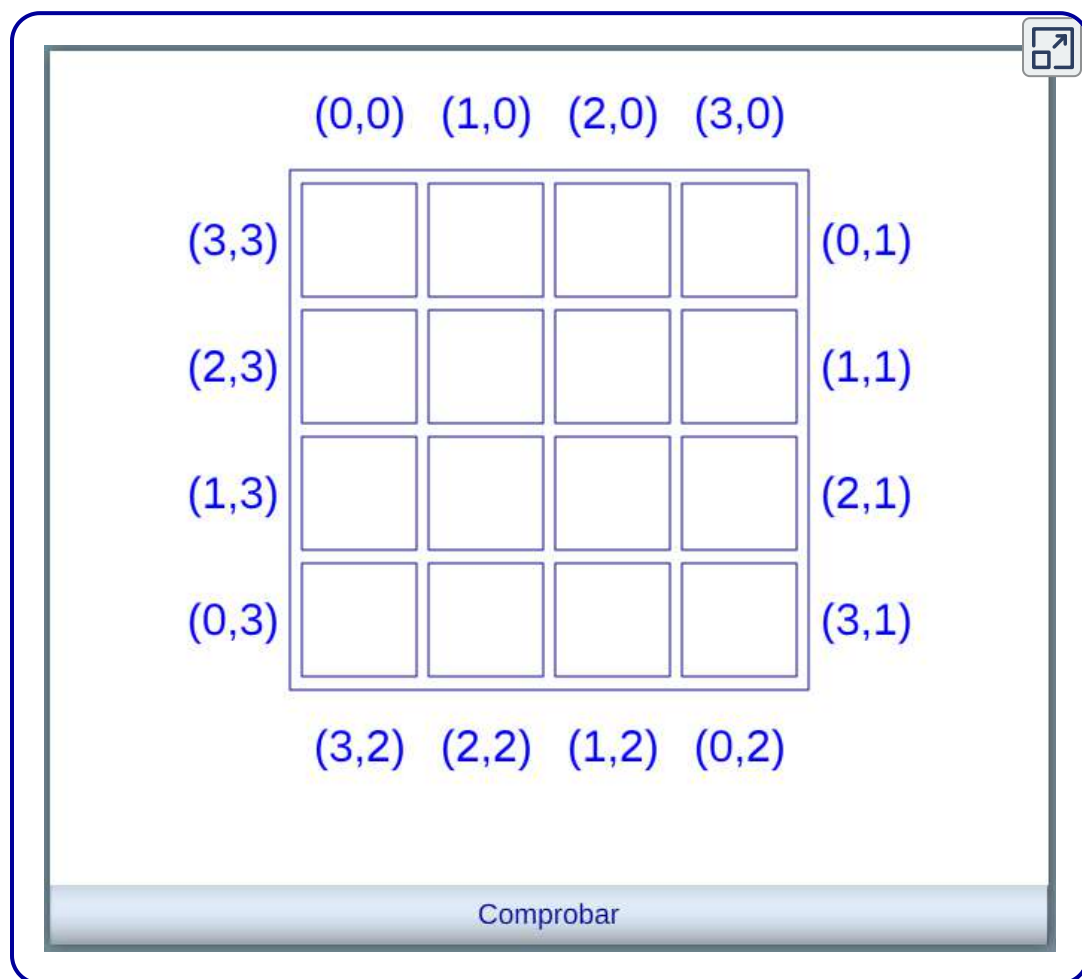 (0,0) (1,0) (2,0) (3,0)
(3,3) (0,1)
(2,3) (1,1)
(1,3) (2,1)
(0,3) (3,1)
(3,2) (2,2) (1,2) (0,2)
Comprobar